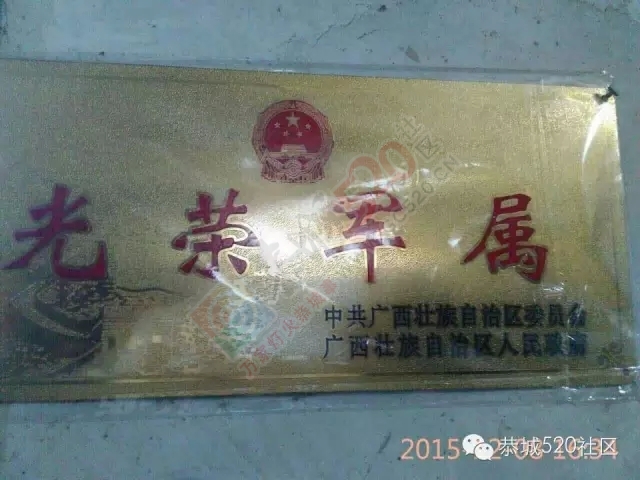 光荣军属
中共广西壮族自治区委员会
广西壮族自治区人民政府
恭城520社区